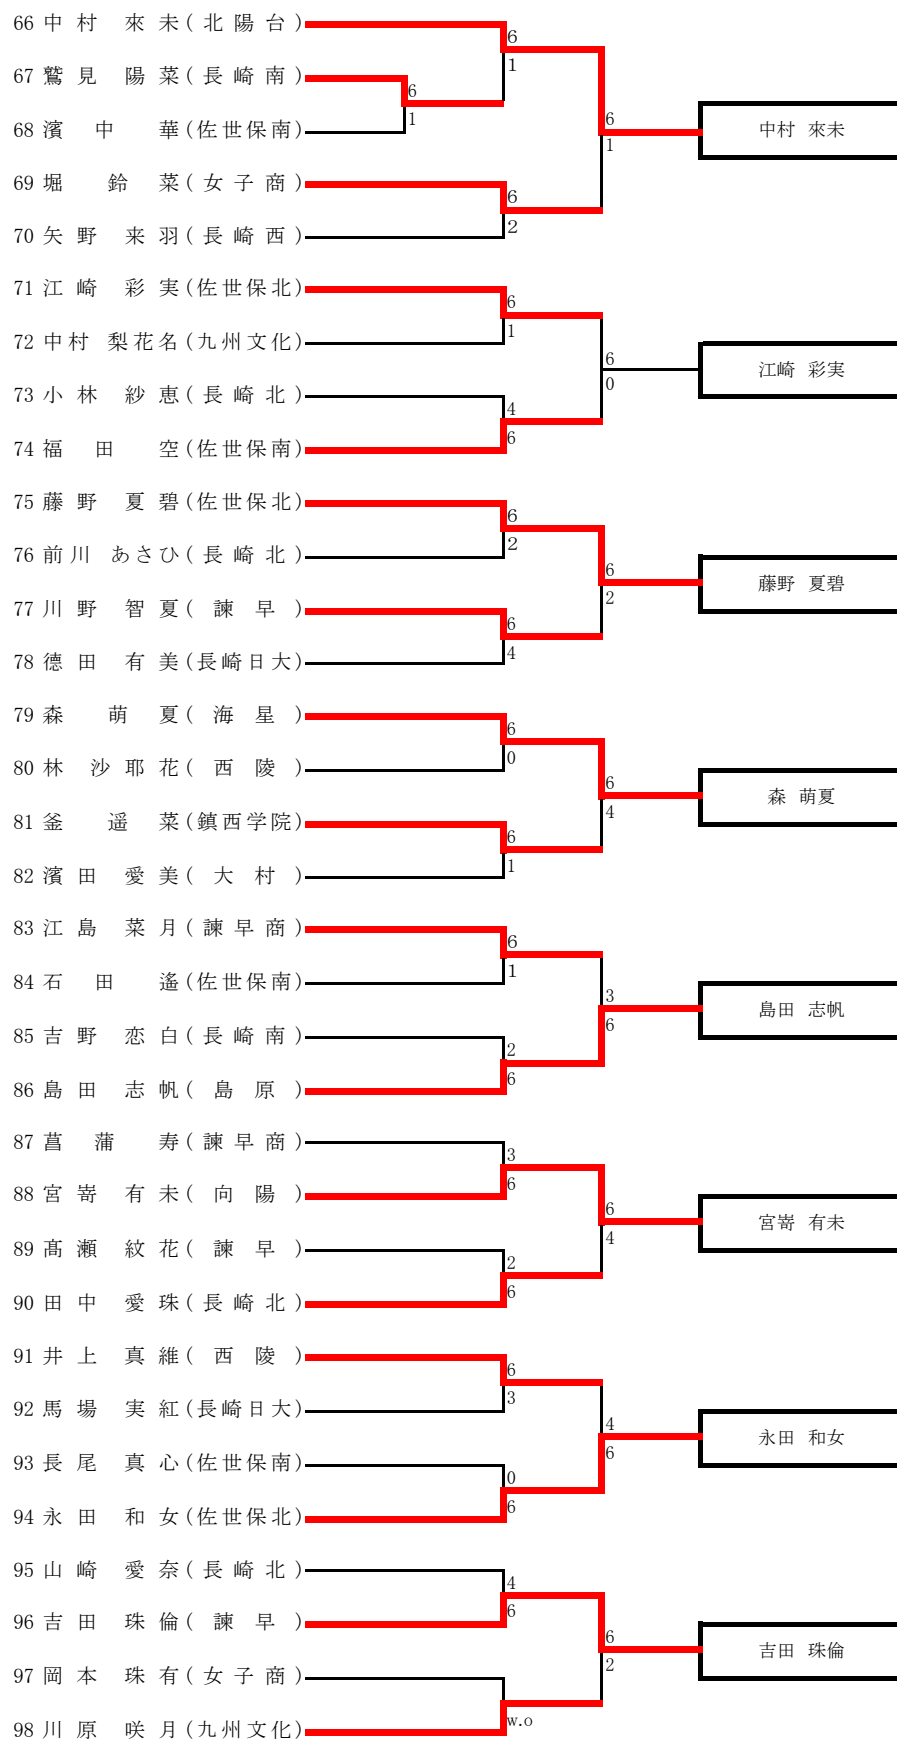 66 中村 來未(北陽台)
6
1
67 鷲見 陽菜(長崎南)
6
1
68 濱中 華(佐世保南)
6
1
中村 來未
69 堀 鈴菜(女子商)
6
2
70 矢野 来羽(長崎西)
71 江崎 彩実(佐世保北)
6
1
72 中村 梨花名(九州文化)
6
0
江崎 彩実
73 小林 紗恵(長崎北)
4
6
74 福田 空(佐世保南)
75 藤野 夏碧(佐世保北)
6
2
76 前川 あさひ(長崎北)
6
2
藤野 夏碧
77 川野 智夏(諫早)
6
4
78 德田 有美(長崎日大)
79 森 萌夏(海星)
6
0
80 林 沙耶花(西陵)
6
4
森 萌夏
81 釜 遥菜(鎮西学院)
6
1
82 濱田 愛美(大村)
83 江島 菜月(諫早商)
6
1
84 石田 遙(佐世保南)
3
6
島田 志帆
85 吉野 恋白(長崎南)
2
6
86 島田 志帆(島原)
87 菖蒲 寿(諫早商)
3
6
88 宮嵜 有未(向陽)
6
4
宮嵜 有未
89 髙瀬 紋花(諫早)
2
6
90 田中 愛珠(長崎北)
91 井上 真維(西陵)
6
3
92 馬場 実紅(長崎日大)
4
6
永田 和女
93 長尾 真心(佐世保南)
0
6
94 永田 和女(佐世保北)
95 山崎 愛奈(長崎北)
4
6
96 吉田 珠倫(諫早)
6
2
吉田 珠倫
97 岡本 珠有(女子商)
w.o
98 川原 咲月(九州文化)